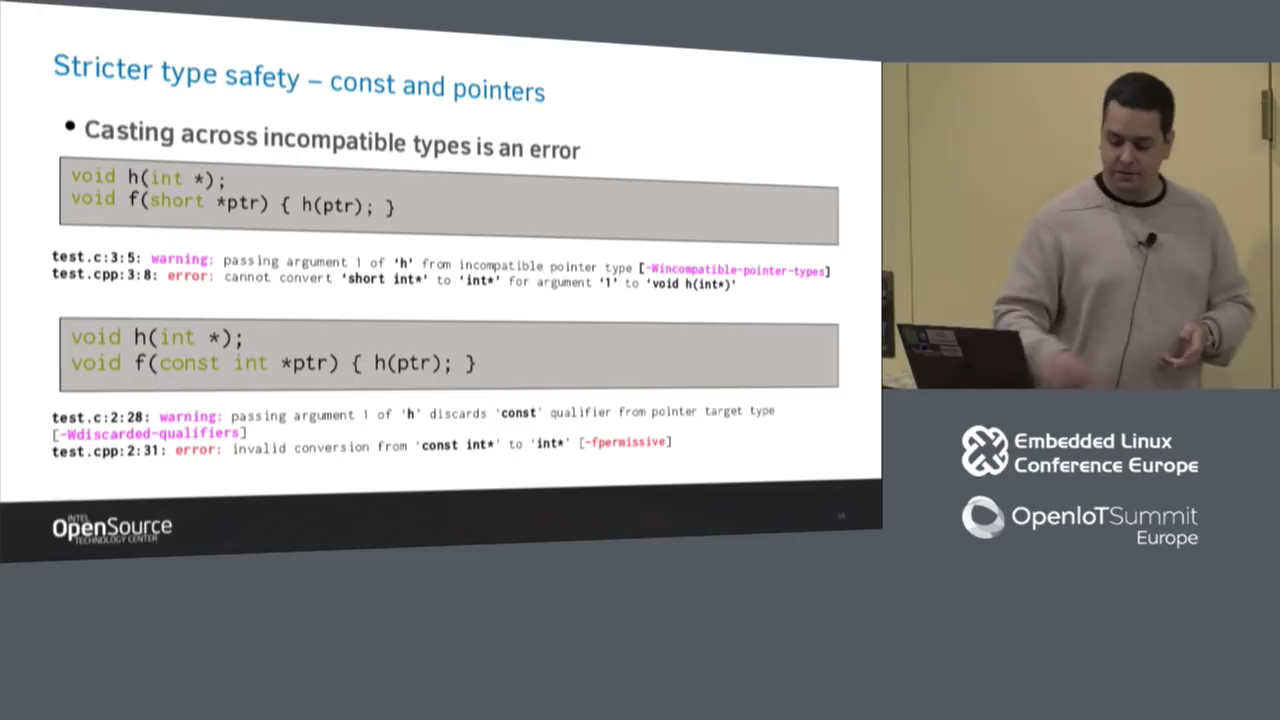 Stricter type safety – const and pointers
• Casting across incompatible types is an error
void h(int *);
void f(short *ptr) { h(ptr); }
test.c:3:5: warning: passing argument 1 of ‘h’ from incompatible pointer type [-Wincompatible-pointer-types]
test.cpp:3:8: error: cannot convert ‘short int*’ to ‘int*’ for argument ‘1’ to ‘void h(int*)’
void h(int *);
void f(const int *ptr) { h(ptr); }
test.c:2:28: warning: passing argument 1 of ‘h’ discards ‘const’ qualifier from pointer target type
[-Wdiscarded-qualifiers]
test.cpp:2:31: error: invalid conversion from ‘const int*’ to ‘int*’ [-fpermissive]
INTEL
OpenSource
TECHNOLOGY CENTER
Embedded Linux
Conference Europe
OpenIoTSummit
Europe